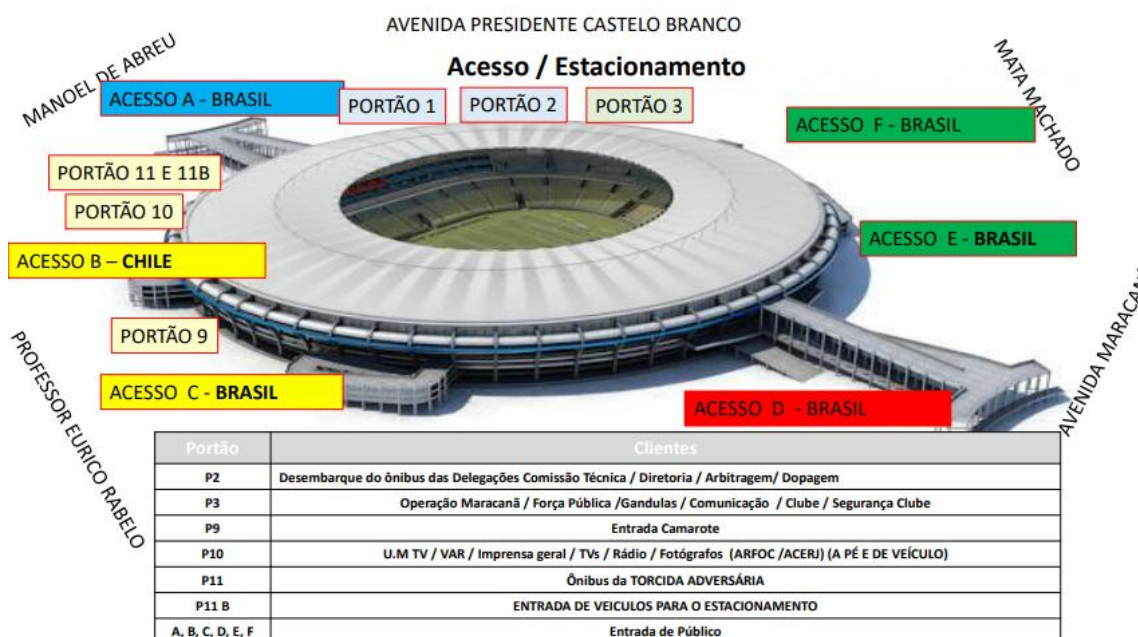 AVENIDA PRESIDENTE CASTELO BRANCO
MANOEL DE ABREU
Acesso / Estacionamento
MATA MACHADO
ACESSO A - BRASIL
PORTÃO 1
PORTÃO 2
PORTÃO 3
ACESSO F - BRASIL
PORTÃO 11 E 11B
PORTÃO 10
ACESSO E - BRASIL
ACESSO B – CHILE
PORTÃO 9
PROFESSOR EURICO RABELO
ACESSO C - BRASIL
ACESSO D - BRASIL
AVENIDA MARACANÃ
Portão Clientes
P2 Desembarque do ônibus das Delegações Comissão Técnica / Diretoria / Arbitragem/ Dopagem
P3 Operação Maracanã / Força Pública /Gandulas / Comunicação / Clube / Segurança Clube
P9 Entrada Camarote
P10 U.M TV / VAR / Imprensa geral / TVs / Rádio / Fotógrafos (ARFOC /ACERJ) (A PÉ E DE VEÍCULO)
P11 Ônibus da TORCIDA ADVERSÁRIA
P11 B ENTRADA DE VEICULOS PARA O ESTACIONAMENTO
A, B, C, D, E, F Entrada de Público